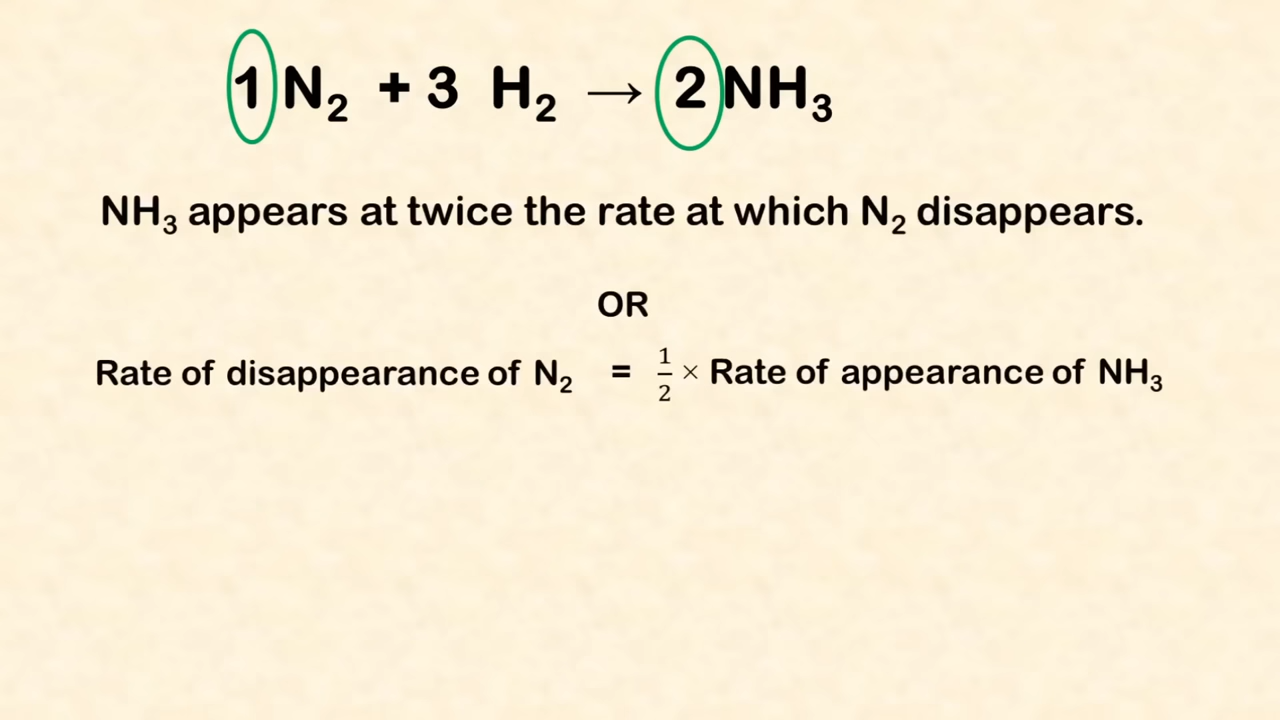 1 N₂ + 3 H₂ → 2 NH₃
NH₃ appears at twice the rate at which N₂ disappears.
OR
Rate of disappearance of N₂ = 1/2 × Rate of appearance of NH₃